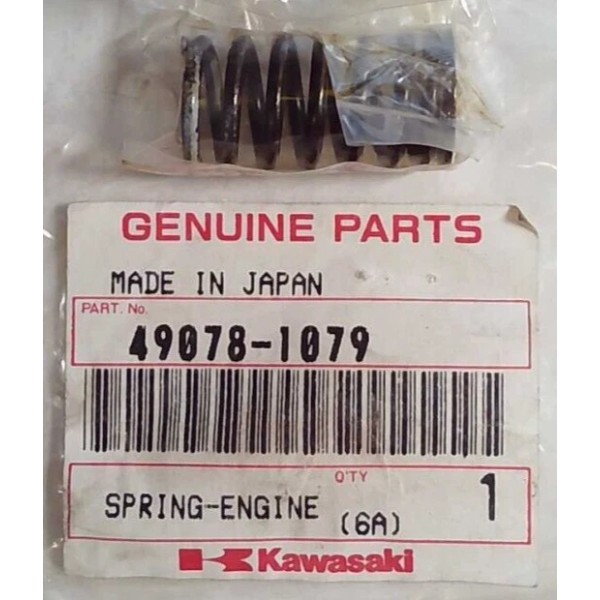 GENUINE PARTS
MADE IN JAPAN
PART. No.
49078-1079
Q'TY
SPRING-ENGINE (6A) 1
Kawasaki